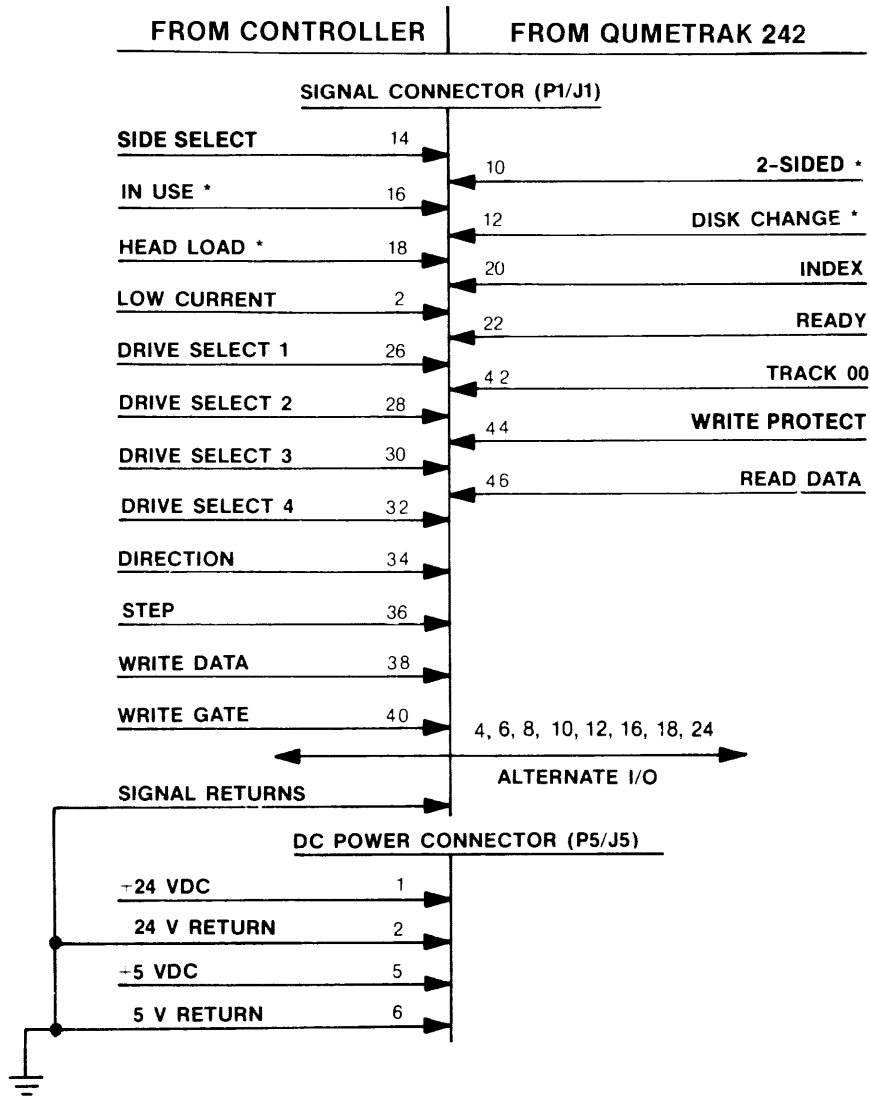 FROM CONTROLLER FROM QUMETRAK 242
SIGNAL CONNECTOR (P1/J1)
SIDE SELECT 14
10 2-SIDED *
IN USE * 16
12 DISK CHANGE *
HEAD LOAD * 18
20 INDEX
LOW CURRENT 2
22 READY
DRIVE SELECT 1 26
42 TRACK 00
DRIVE SELECT 2 28
44 WRITE PROTECT
DRIVE SELECT 3 30
46 READ DATA
DRIVE SELECT 4 32
DIRECTION 34
STEP 36
WRITE DATA 38
WRITE GATE 40
4, 6, 8, 10, 12, 16, 18, 24
ALTERNATE I/O
SIGNAL RETURNS
DC POWER CONNECTOR (P5/J5)
+24 VDC 1
24 V RETURN 2
+5 VDC 5
5 V RETURN 6